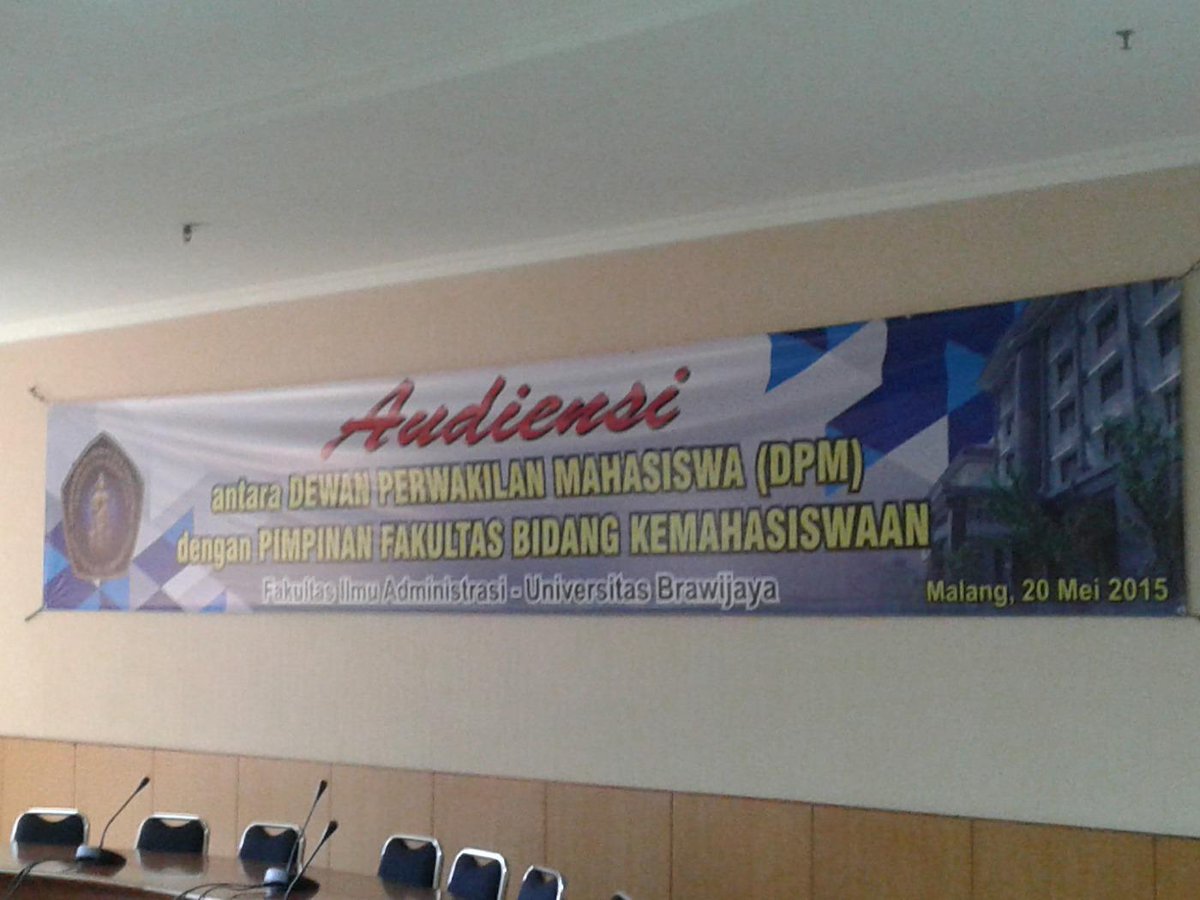 Audiensi
antara DEWAN PERWAKILAN MAHASISWA (DPM)
dengan PIMPINAN FAKULTAS BIDANG KEMAHASISWAAN
Fakultas Ilmu Administrasi - Universitas Brawijaya
Malang, 20 Mei 2015